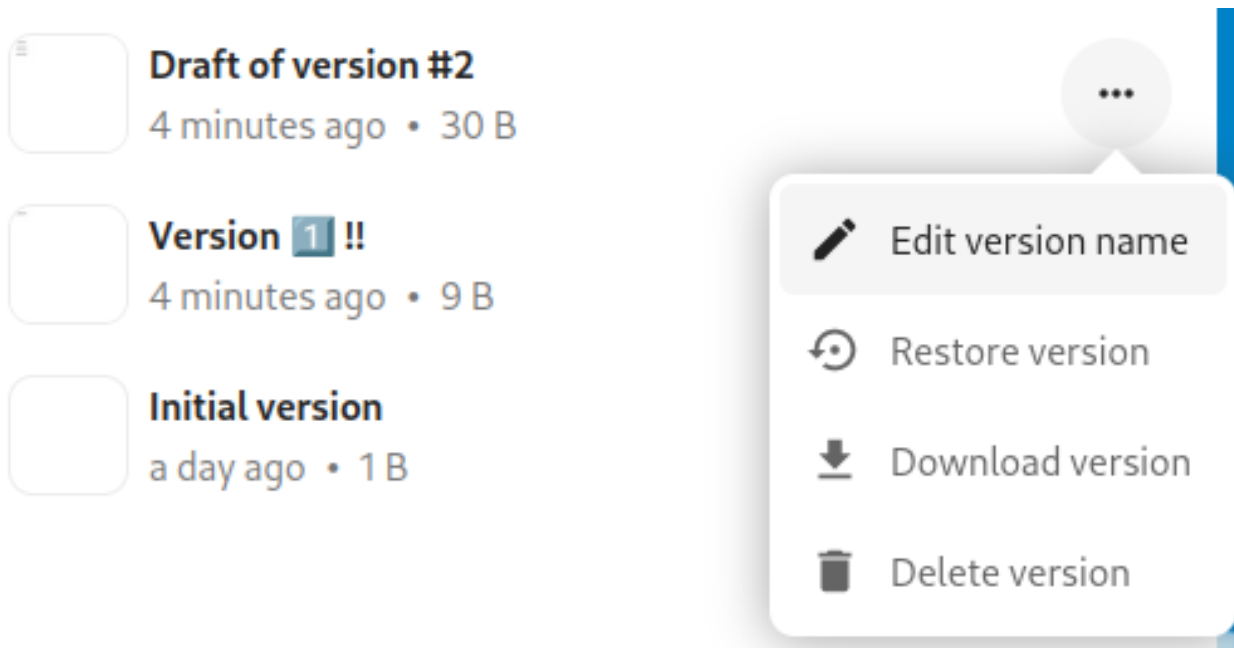 Draft of version #2
4 minutes ago • 30 B
Version 1️⃣ !!
4 minutes ago • 9 B
Initial version
a day ago • 1 B
Edit version name
Restore version
Download version
Delete version